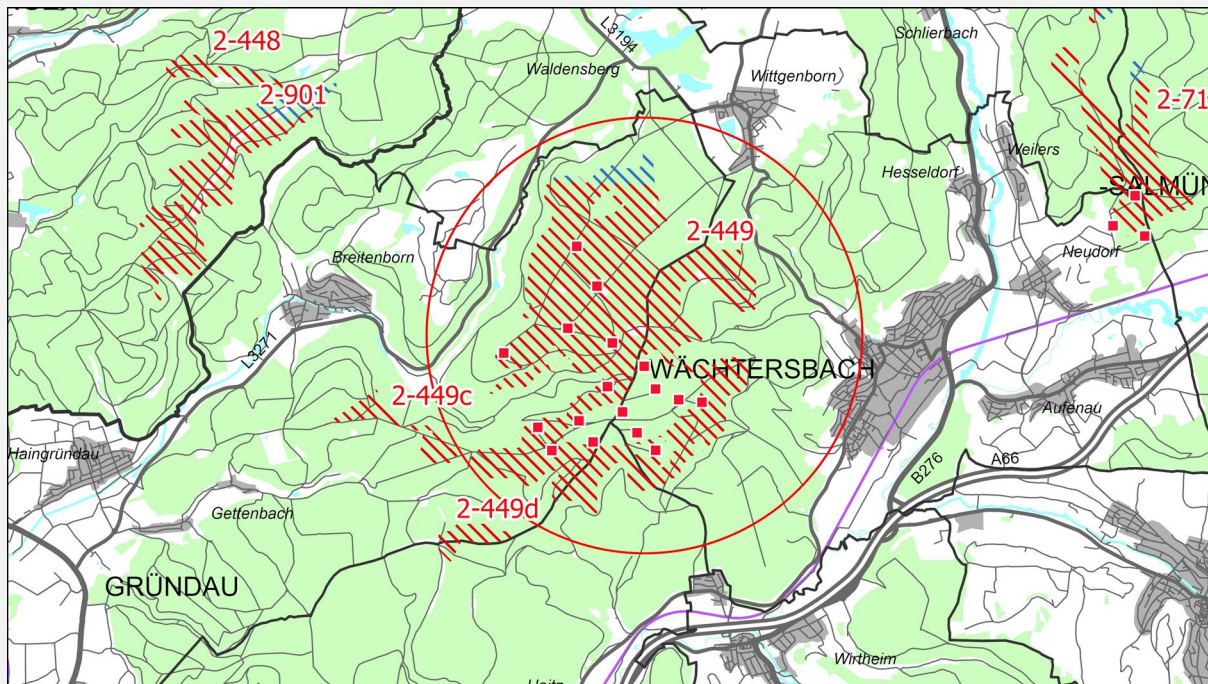 L3194
Schlierbach
2-448
Waldensberg
Wittgenborn
2-901
2-71
Weilers
Hesseldorf
-SALMÜN
2-449
Breitenborn
Neudorf
L3271
WÄCHTERSBACH
2-449c
Aufenau
Haingründau
B276
A66
2-449d
Gettenbach
GRÜNDAU
Wirtheim